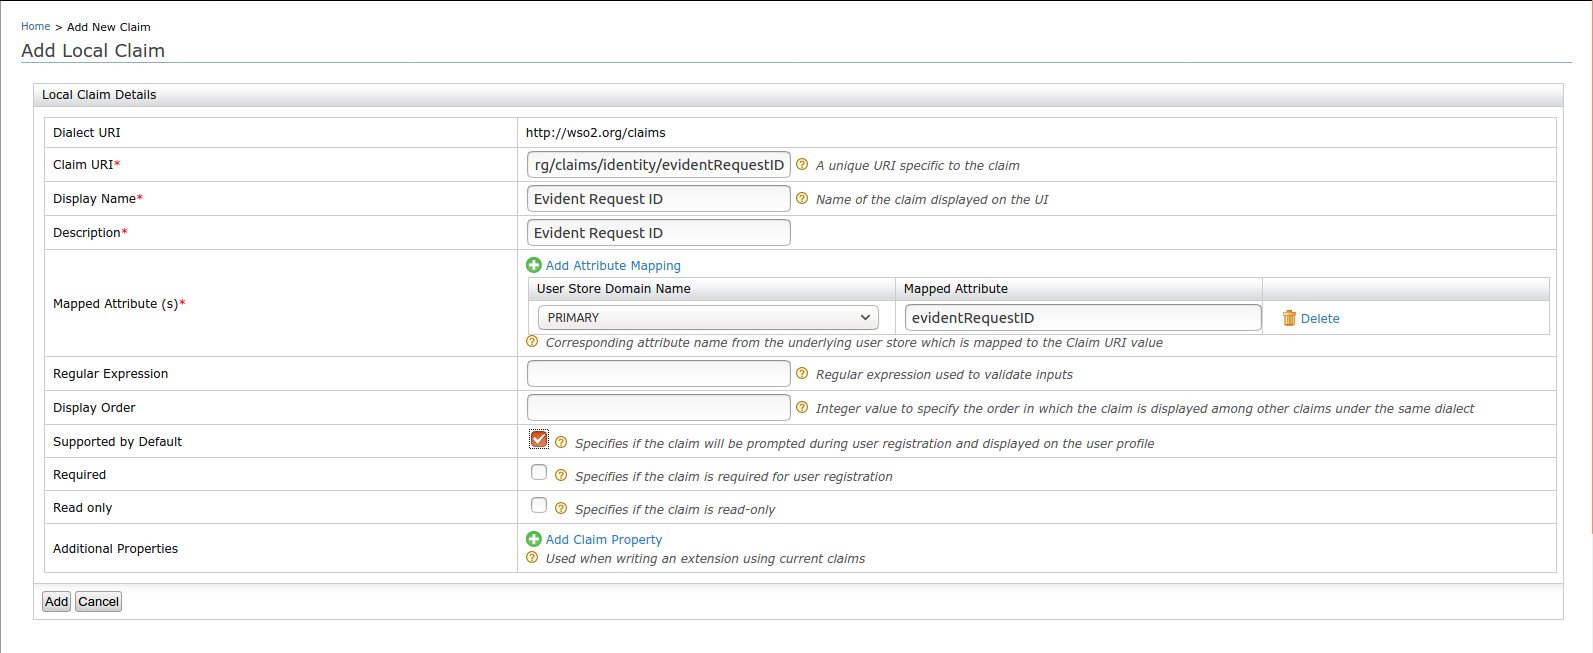 Home > Add New Claim
Add Local Claim
Local Claim Details
Dialect URI http://wso2.org/claims
Claim URI* rg/claims/identity/evidentRequestID A unique URI specific to the claim
Display Name* Evident Request ID Name of the claim displayed on the UI
Description* Evident Request ID
Add Attribute Mapping
User Store Domain Name Mapped Attribute
Mapped Attribute (s)* PRIMARY evidentRequestID Delete
Corresponding attribute name from the underlying user store which is mapped to the Claim URI value
Regular Expression Regular expression used to validate inputs
Display Order Integer value to specify the order in which the claim is displayed among other claims under the same dialect
Supported by Default Specifies if the claim will be prompted during user registration and displayed on the user profile
Required Specifies if the claim is required for user registration
Read only Specifies if the claim is read-only
Additional Properties Add Claim Property
Used when writing an extension using current claims
Add Cancel